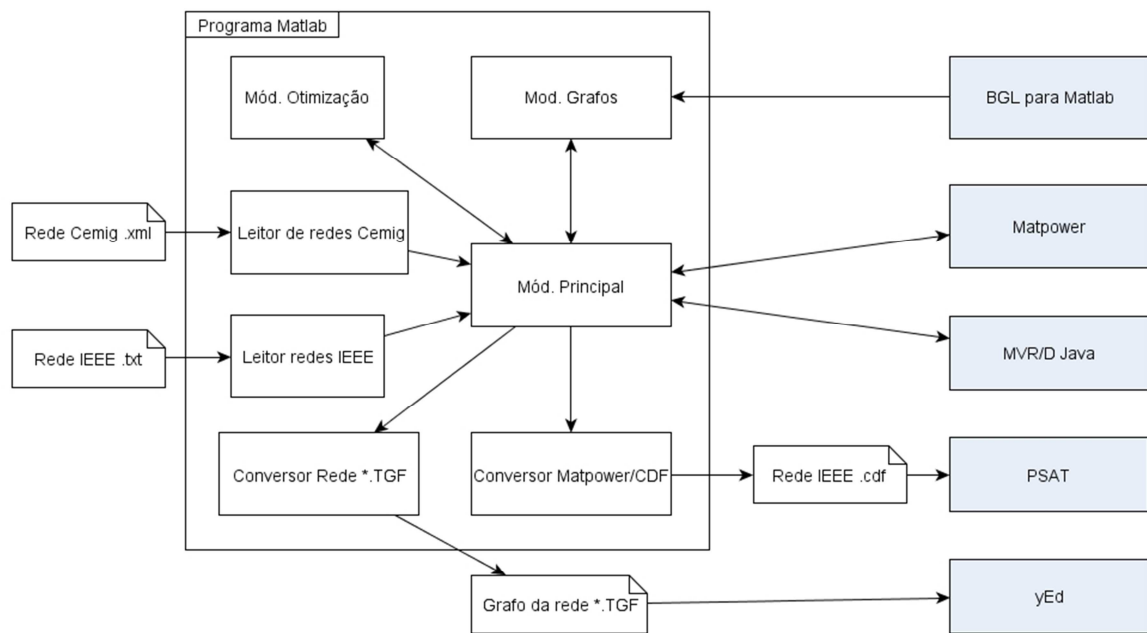 Programa Matlab
Mód. Otimização
Mod. Grafos
BGL para Matlab
Rede Cemig .xml
Leitor de redes Cemig
Matpower
Mód. Principal
Rede IEEE .txt
Leitor redes IEEE
MVR/D Java
Conversor Rede *.TGF
Conversor Matpower/CDF
Rede IEEE .cdf
PSAT
Grafo da rede *.TGF
yEd